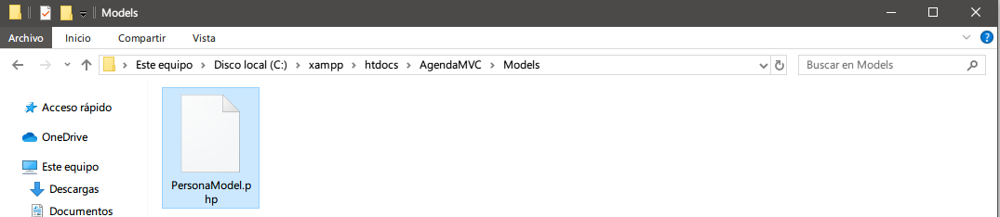 Models
Archivo Inicio Compartir Vista
Este equipo Disco local (C:) xampp htdocs AgendaMVC Models Buscar en Models
Acceso rápido
OneDrive
Este equipo
Descargas
Documentos
PersonaModel.p
hp